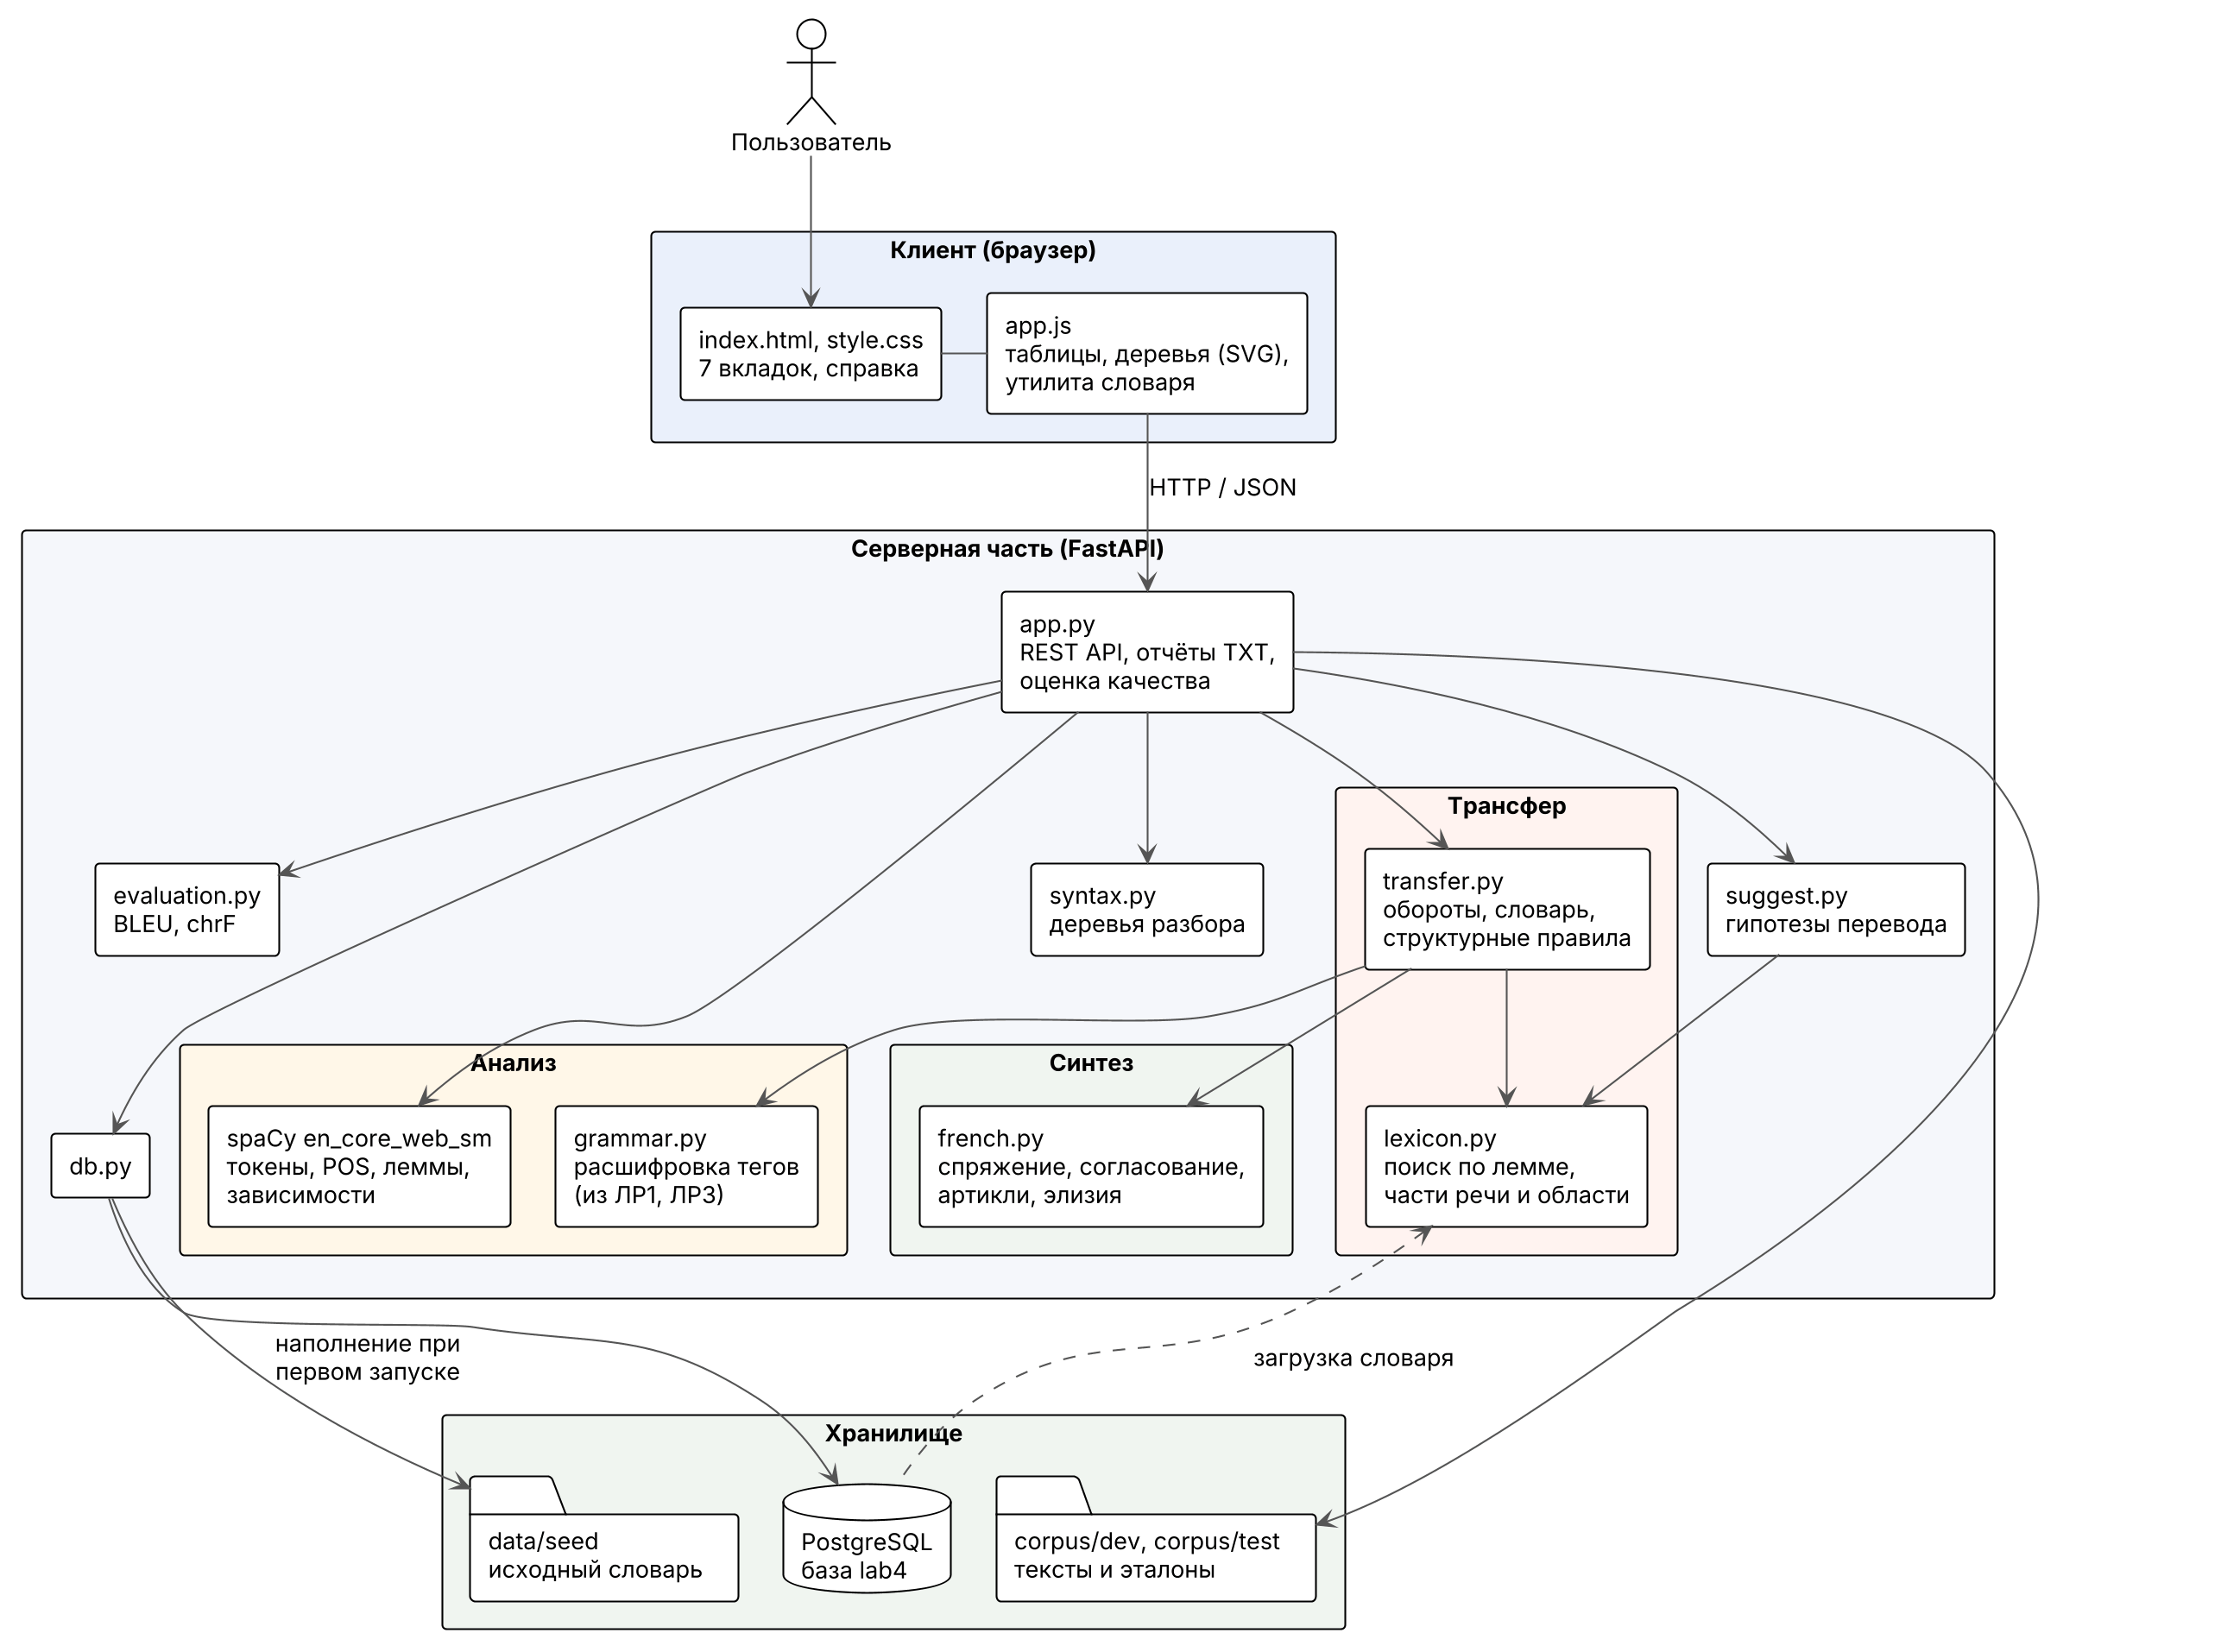 Пользователь
Клиент (браузер)
index.html, style.css
7 вкладок, справка
app.js
таблицы, деревья (SVG),
утилита словаря
HTTP / JSON
Серверная часть (FastAPI)
app.py
REST API, отчёты TXT,
оценка качества
evaluation.py
BLEU, chrF
syntax.py
деревья разбора
Трансфер
transfer.py
обороты, словарь,
структурные правила
suggest.py
гипотезы перевода
db.py
Анализ
spaCy en_core_web_sm
токены, POS, леммы,
зависимости
grammar.py
расшифровка тегов
(из ЛР1, ЛР3)
Синтез
french.py
спряжение, согласование,
артикли, элизия
lexicon.py
поиск по лемме,
части речи и области
наполнение при
первом запуске
загрузка словаря
Хранилище
data/seed
исходный словарь
PostgreSQL
база lab4
corpus/dev, corpus/test
тексты и эталоны